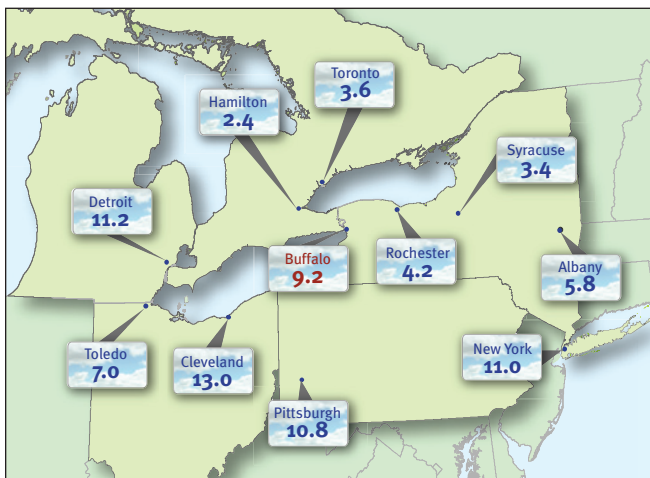 Toronto
3.6
Hamilton
2.4
Syracuse
3.4
Detroit
11.2
Buffalo
9.2
Rochester
4.2
Albany
5.8
Toledo
7.0
Cleveland
13.0
New York
11.0
Pittsburgh
10.8